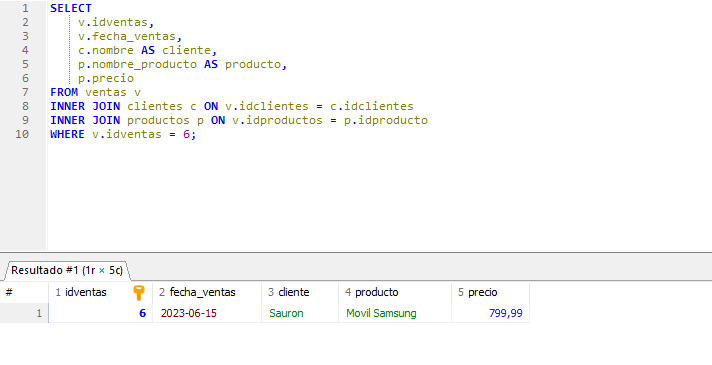 1 SELECT
2 v.idventas,
3 v.fecha_ventas,
4 c.nombre AS cliente,
5 p.nombre_producto AS producto,
6 p.precio
7 FROM ventas v
8 INNER JOIN clientes c ON v.idclientes = c.idclientes
9 INNER JOIN productos p ON v.idproductos = p.idproducto
10 WHERE v.idventas = 6;
Resultado #1 (1r × 5c)
# 1 idventas 2 fecha_ventas 3 cliente 4 producto 5 precio
1 6 2023-06-15 Sauron Movil Samsung 799,99